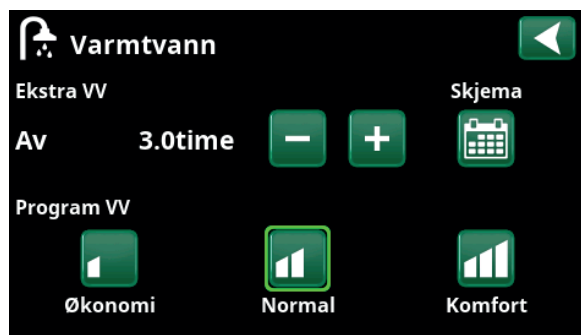 Varmtvann
Ekstra VV
Skjema
Av 3.0time
Program VV
Økonomi Normal Komfort